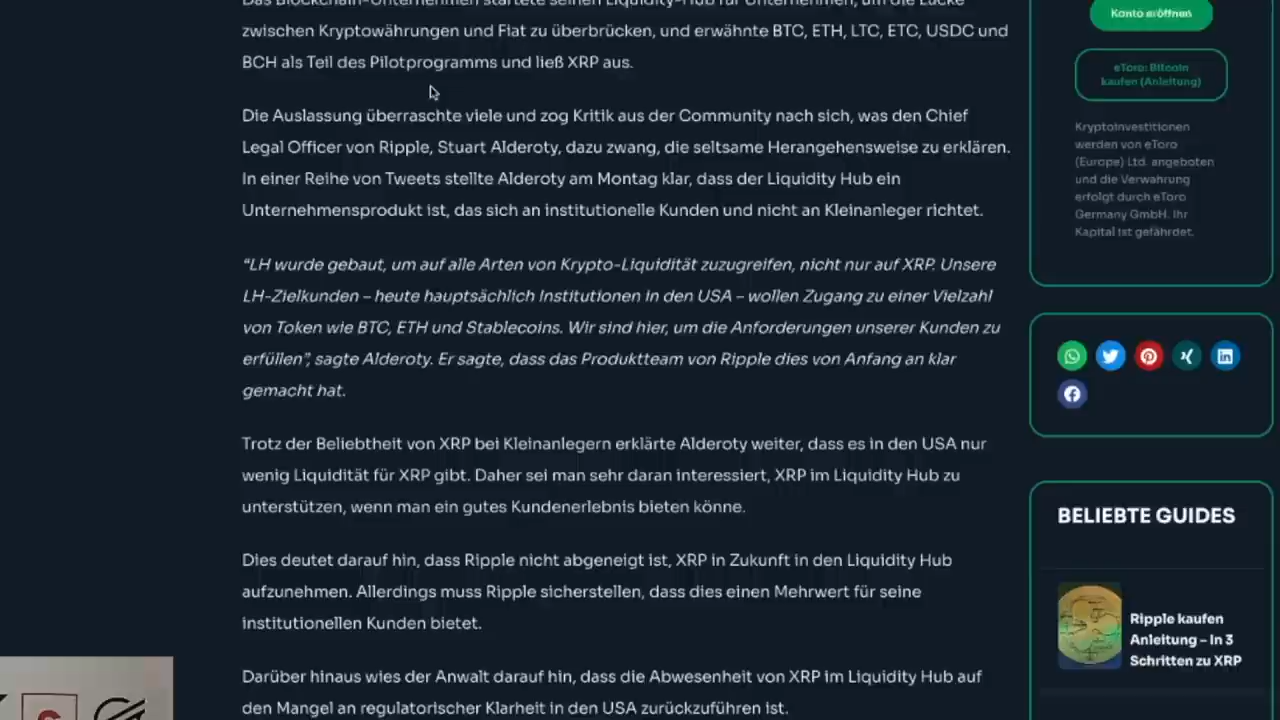 Das Blockchain-Unternehmen startete seinen Liquidity-Hub für Unternehmen, um die Lücke
zwischen Kryptowährungen und Fiat zu überbrücken, und erwähnte BTC, ETH, LTC, ETC, USDC und
BCH als Teil des Pilotprogramms und ließ XRP aus.
Die Auslassung überraschte viele und zog Kritik aus der Community nach sich, was den Chief
Legal Officer von Ripple, Stuart Alderoty, dazu zwang, die seltsame Herangehensweise zu erklären.
In einer Reihe von Tweets stellte Alderoty am Montag klar, dass der Liquidity Hub ein
Unternehmensprodukt ist, das sich an institutionelle Kunden und nicht an Kleinanleger richtet.
“LH wurde gebaut, um auf alle Arten von Krypto-Liquidität zuzugreifen, nicht nur auf XRP. Unsere
LH-Zielkunden – heute hauptsächlich Institutionen in den USA – wollen Zugang zu einer Vielzahl
von Token wie BTC, ETH und Stablecoins. Wir sind hier, um die Anforderungen unserer Kunden zu
erfüllen”, sagte Alderoty. Er sagte, dass das Produktteam von Ripple dies von Anfang an klar
gemacht hat.
Trotz der Beliebtheit von XRP bei Kleinanlegern erklärte Alderoty weiter, dass es in den USA nur
wenig Liquidität für XRP gibt. Daher sei man sehr daran interessiert, XRP im Liquidity Hub zu
unterstützen, wenn man ein gutes Kundenerlebnis bieten könne.
Dies deutet darauf hin, dass Ripple nicht abgeneigt ist, XRP in Zukunft in den Liquidity Hub
aufzunehmen. Allerdings muss Ripple sicherstellen, dass dies einen Mehrwert für seine
institutionellen Kunden bietet.
Darüber hinaus wies der Anwalt darauf hin, dass die Abwesenheit von XRP im Liquidity Hub auf
den Mangel an regulatorischer Klarheit in den USA zurückzuführen ist.
Konto eröffnen
eToro: Bitcoin
kaufen (Anleitung)
Kryptoinvestitionen
werden von eToro
(Europe) Ltd. angeboten
und die Verwahrung
erfolgt durch eToro
Germany GmbH. Ihr
Kapital ist gefährdet.
BELIEBTE GUIDES
Ripple kaufen
Anleitung – In 3
Schritten zu XRP